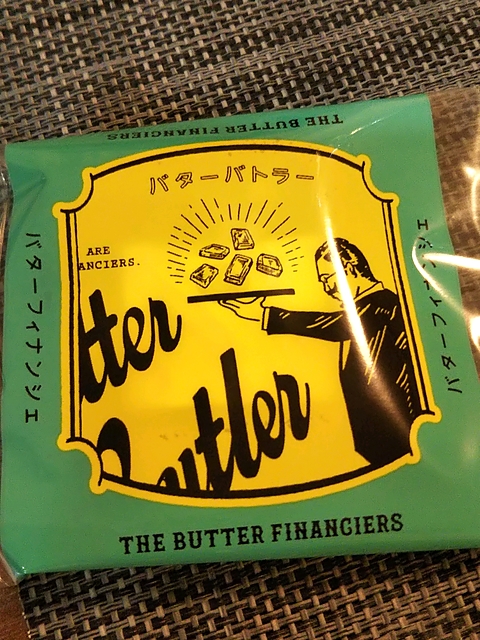 THE BUTTER FINANCIERS
バターバトラー
ARE
ANCIERS.
tter
Butler
バターフィナンシェ
バターフィナンシェ
THE BUTTER FINANCIERS